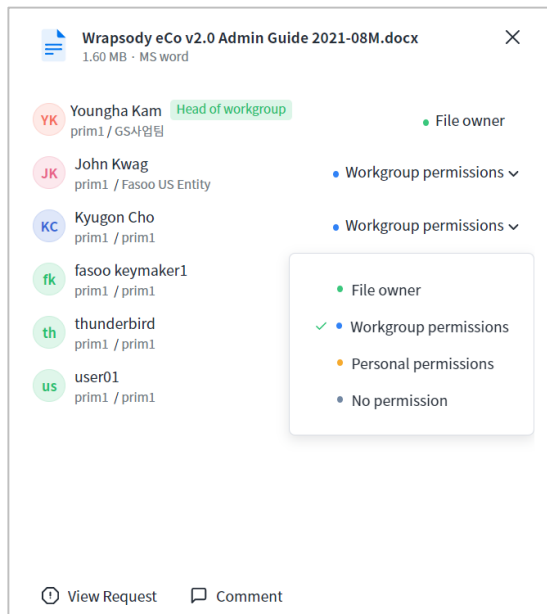 Wrapsody eCo v2.0 Admin Guide 2021-08M.docx
1.60 MB · MS word
YK
Youngha Kam Head of workgroup
prim1 / GS사업팀
File owner
JK
John Kwag
prim1 / Fasoo US Entity
Workgroup permissions
KC
Kyugon Cho
prim1 / prim1
Workgroup permissions
fk
fasoo keymaker1
prim1 / prim1
th
thunderbird
prim1 / prim1
us
user01
prim1 / prim1
File owner
Workgroup permissions
Personal permissions
No permission
View Request
Comment